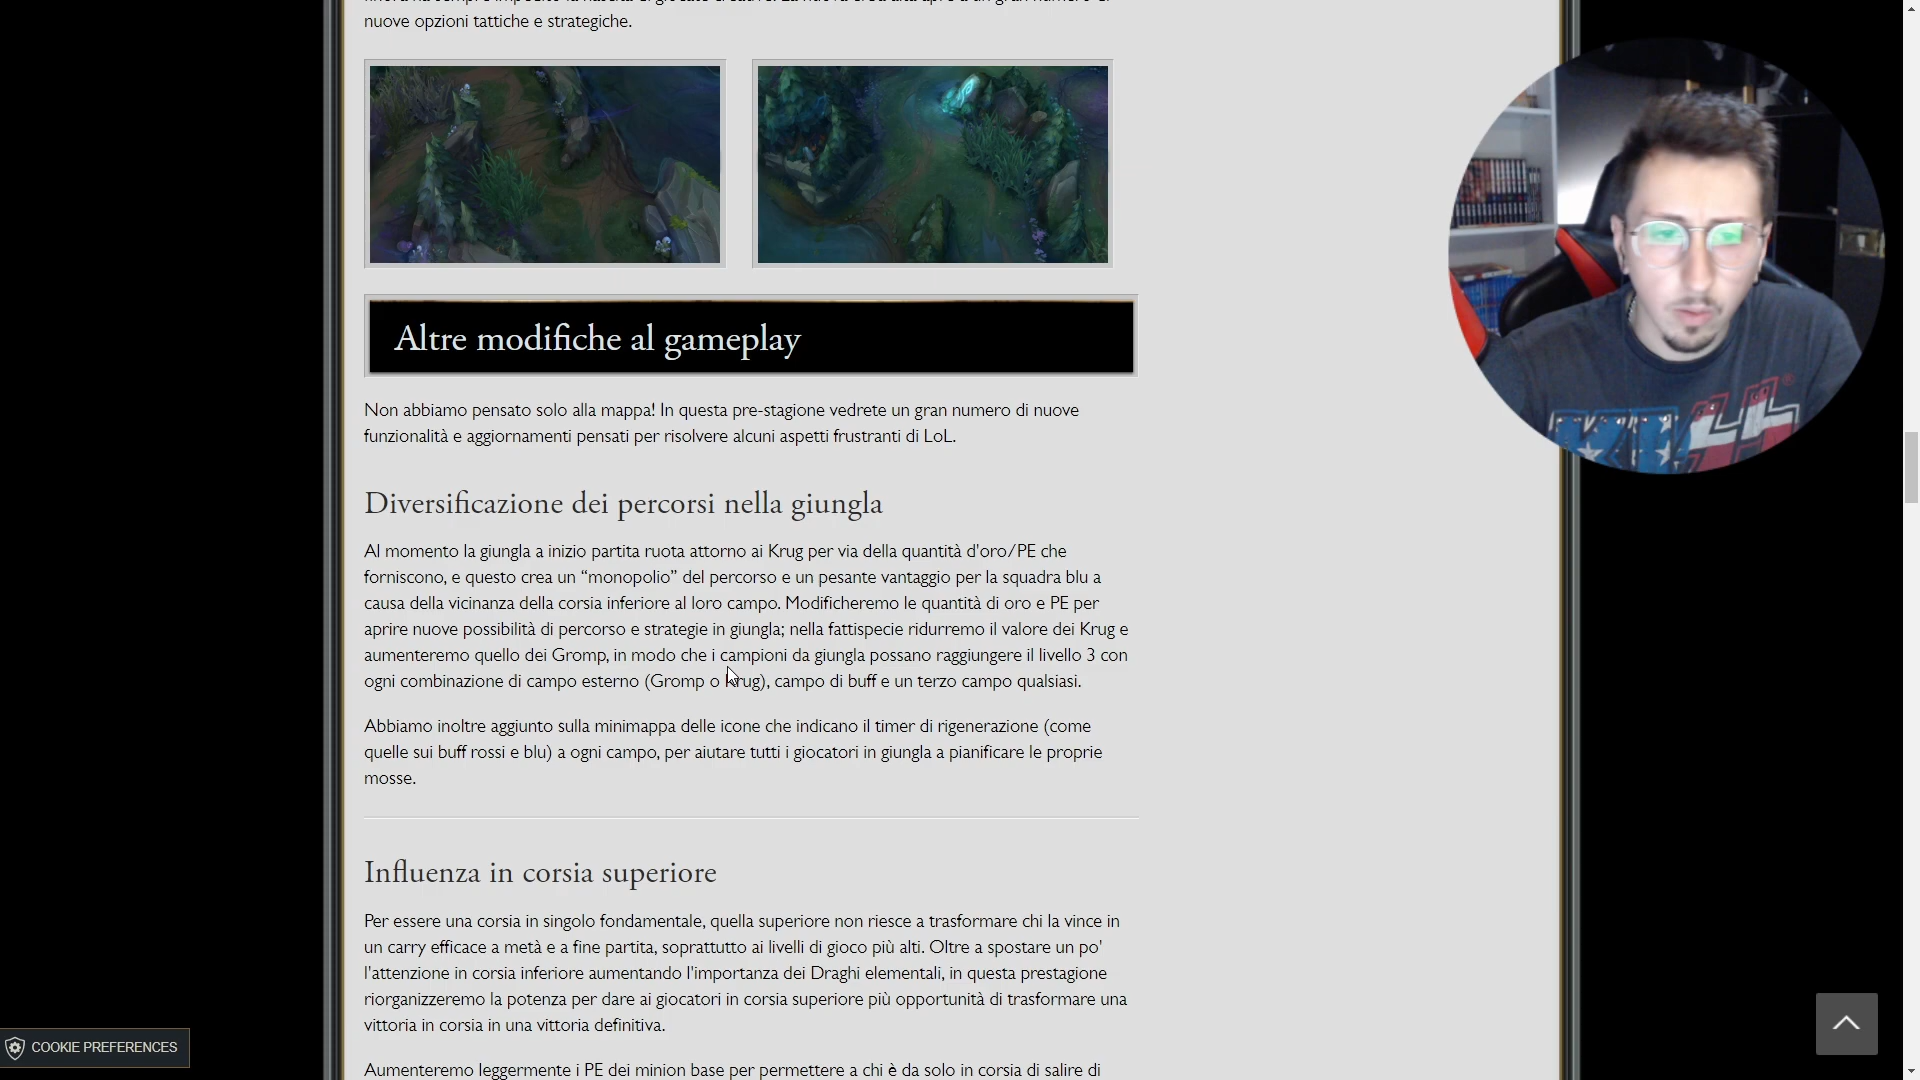 nuove opzioni tattiche e strategiche.
Altre modifiche al gameplay
Non abbiamo pensato solo alla mappa! In questa pre-stagione vedrete un gran numero di nuove
funzionalità e aggiornamenti pensati per risolvere alcuni aspetti frustranti di LoL.
Diversificazione dei percorsi nella giungla
Al momento la giungla a inizio partita ruota attorno ai Krug per via della quantità d'oro/PE che
forniscono, e questo crea un “monopolio” del percorso e un pesante vantaggio per la squadra blu a
causa della vicinanza della corsia inferiore al loro campo. Modificheremo le quantità di oro e PE per
aprire nuove possibilità di percorso e strategie in giungla; nella fattispecie ridurremo il valore dei Krug e
aumenteremo quello dei Gromp, in modo che i campioni da giungla possano raggiungere il livello 3 con
ogni combinazione di campo esterno (Gromp o Krug), campo di buff e un terzo campo qualsiasi.
Abbiamo inoltre aggiunto sulla minimappa delle icone che indicano il timer di rigenerazione (come
quelle sui buff rossi e blu) a ogni campo, per aiutare tutti i giocatori in giungla a pianificare le proprie
mosse.
Influenza in corsia superiore
Per essere una corsia in singolo fondamentale, quella superiore non riesce a trasformare chi la vince in
un carry efficace a metà e a fine partita, soprattutto ai livelli di gioco più alti. Oltre a spostare un po'
l'attenzione in corsia inferiore aumentando l'importanza dei Draghi elementali, in questa prestagione
riorganizzeremo la potenza per dare ai giocatori in corsia superiore più opportunità di trasformare una
vittoria in corsia in una vittoria definitiva.
Aumenteremo leggermente i PE dei minion base per permettere a chi è da solo in corsia di salire di
COOKIE PREFERENCES